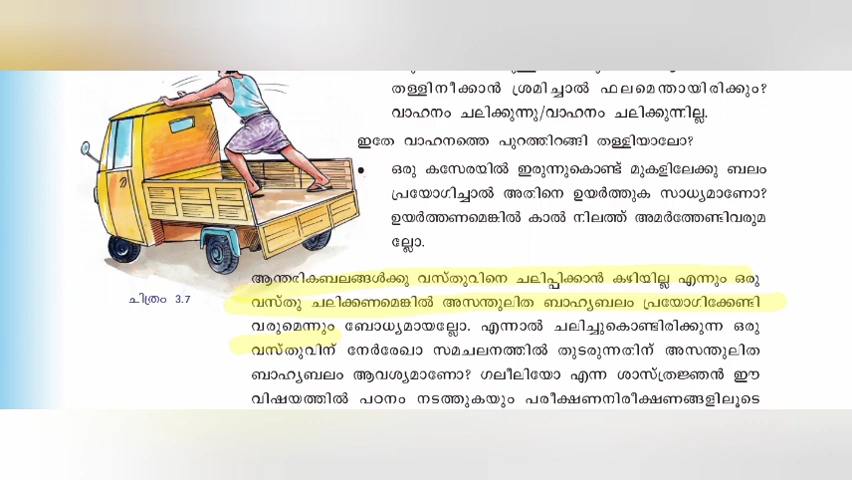 തള്ളിനീക്കാൻ ശ്രമിച്ചാൽ ഫലമെന്തായിരിക്കും?
വാഹനം ചലിക്കുന്നു/വാഹനം ചലിക്കുന്നില്ല.
ഇതേ വാഹനത്തെ പുറത്തിറങ്ങി തള്ളിയാലോ?
• ഒരു കസേരയിൽ ഇരുന്നുകൊണ്ട് മുകളിലേക്കു ബലം
പ്രയോഗിച്ചാൽ അതിനെ ഉയർത്തുക സാധ്യമാണോ?
ഉയർത്തണമെങ്കിൽ കാൽ നിലത്ത് അമർത്തേണ്ടിവരുമ
ല്ലോ.
ചിത്രം 3.7
ആന്തരികബലങ്ങൾക്കു വസ്തുവിനെ ചലിപ്പിക്കാൻ കഴിയില്ല എന്നും ഒരു
വസ്തു ചലിക്കണമെങ്കിൽ അസന്തുലിത ബാഹ്യബലം പ്രയോഗിക്കേണ്ടി
വരുമെന്നും ബോധ്യമായല്ലോ. എന്നാൽ ചലിച്ചുകൊണ്ടിരിക്കുന്ന ഒരു
വസ്തുവിന് നേർരേഖാ സമചലനത്തിൽ തുടരുന്നതിന് അസന്തുലിത
ബാഹ്യബലം ആവശ്യമാണോ? ഗലീലിയോ എന്ന ശാസ്ത്രജ്ഞൻ ഈ
വിഷയത്തിൽ പഠനം നടത്തുകയും പരീക്ഷണനിരീക്ഷണങ്ങളിലൂടെ